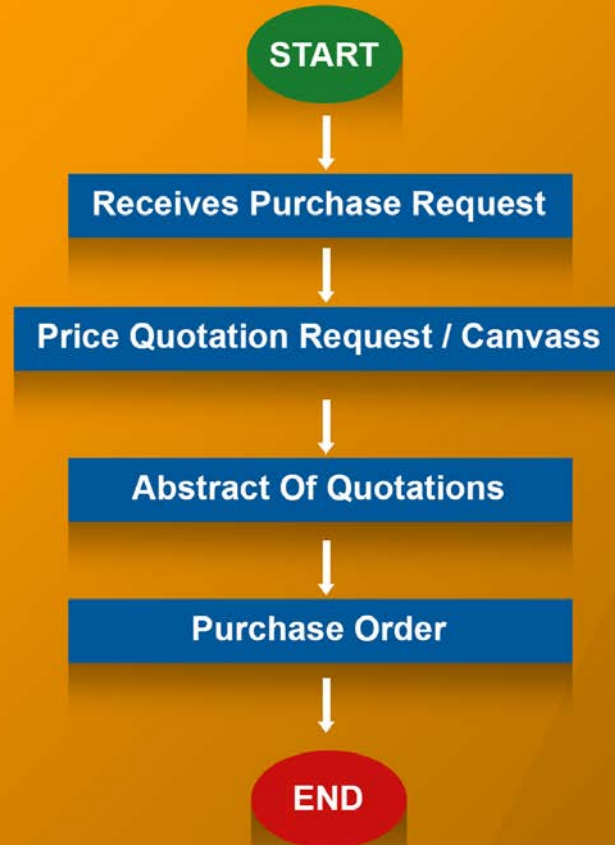 START
Receives Purchase Request
Price Quotation Request / Canvass
Abstract Of Quotations
Purchase Order
END